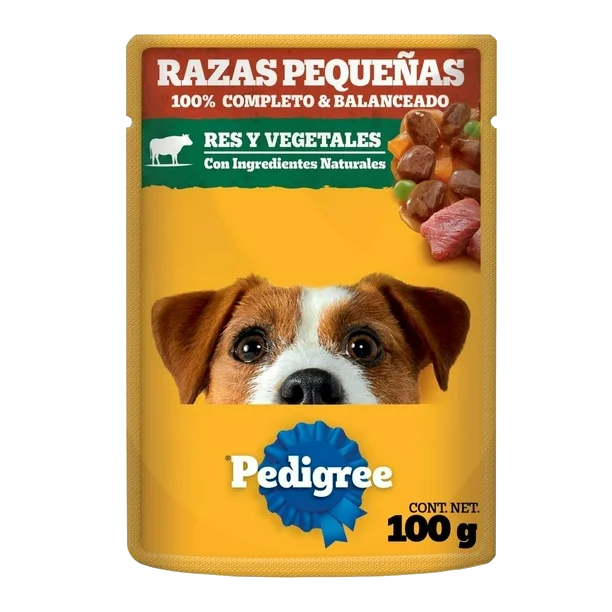 RAZAS PEQUEÑAS
100% COMPLETO & BALANCEADO
RES Y VEGETALES
Con Ingredientes Naturales
Pedigree
CONT. NET.
100 g